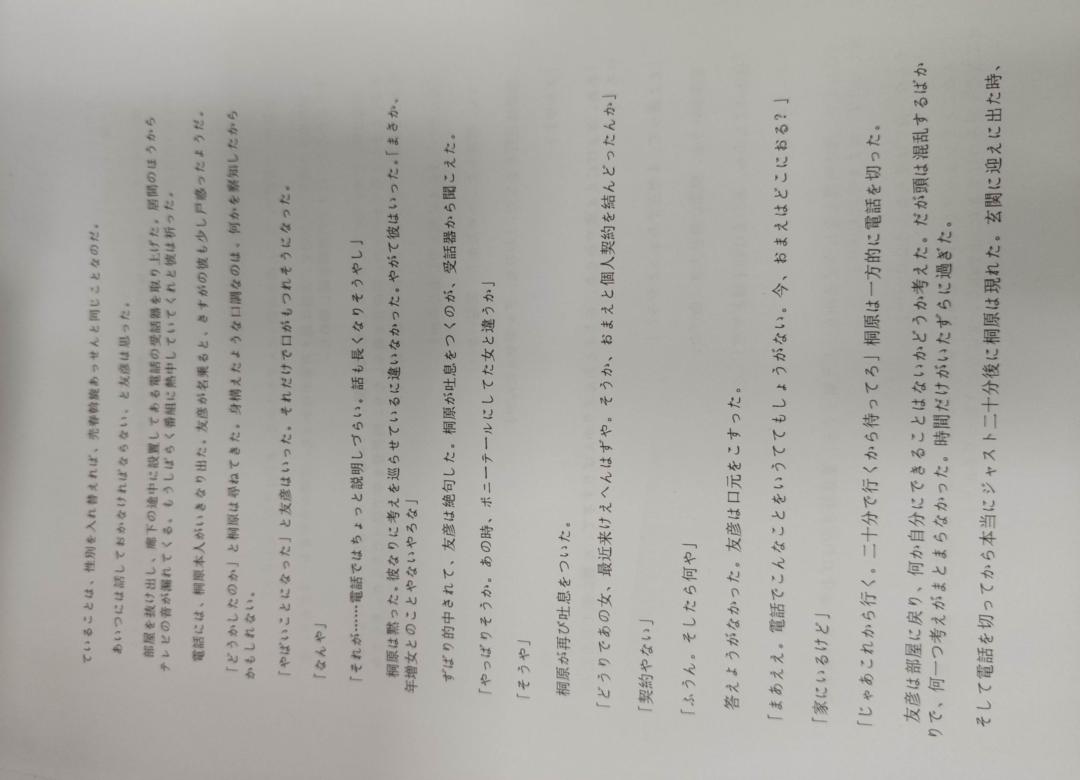 ていることは、性別を入れ替えれば、売春斡旋あっせんと同じことなのだ。
あいつには話しておかなければならない、と友彦は思った。
部屋を抜け出し、廊下の途中に設置してある電話の受話器を取り上げた。居間のほうから
テレビの音が漏れてくる。もうしばらく番組に熱中していてくれと彼は祈った。
電話には、桐原本人がいきなり出た。友彦が名乗ると、さすがの彼も少し戸惑ったようだ。
「どうかしたのか」と桐原は尋ねてきた。身構えたような口調なのは、何かを察知したから
かもしれない。
「やばいことになった」と友彦はいった。それだけで口がもつれそうになった。
「なんや」
「それが……電話ではちょっと説明しづらい。話も長くなりそうやし」
桐原は黙った。彼なりに考えを巡らせているに違いなかった。やがて彼はいった。「まさか、
年増女とのことやないやろな」
ずばり的中されて、友彦は絶句した。桐原が吐息をつくのが、受話器から聞こえた。
「やっぱりそうか。あの時、ポニーテールにしてた女と違うか」
「そうや」
桐原が再び吐息をついた。
「どうりであの女、最近来けえへんはずや。そうか、おまえと個人契約を結んどったんか」
「契約やない」
「ふうん。そしたら何や」
答えようがなかった。友彦は口元をこすった。
「まあええ。電話でこんなことをいうててもしょうがない。今、おまえはどこにおる？」
「家にいるけど」
「じゃあこれから行く。二十分で行くから待ってろ」桐原は一方的に電話を切った。
友彦は部屋に戻り、何か自分にできることはないかどうか考えた。だが頭は混乱するばか
りで、何一つ考えがまとまらなかった。時間だけがいたずらに過ぎた。
そして電話を切ってから本当にジャスト二十分後に桐原は現れた。玄関に迎えに出た時、